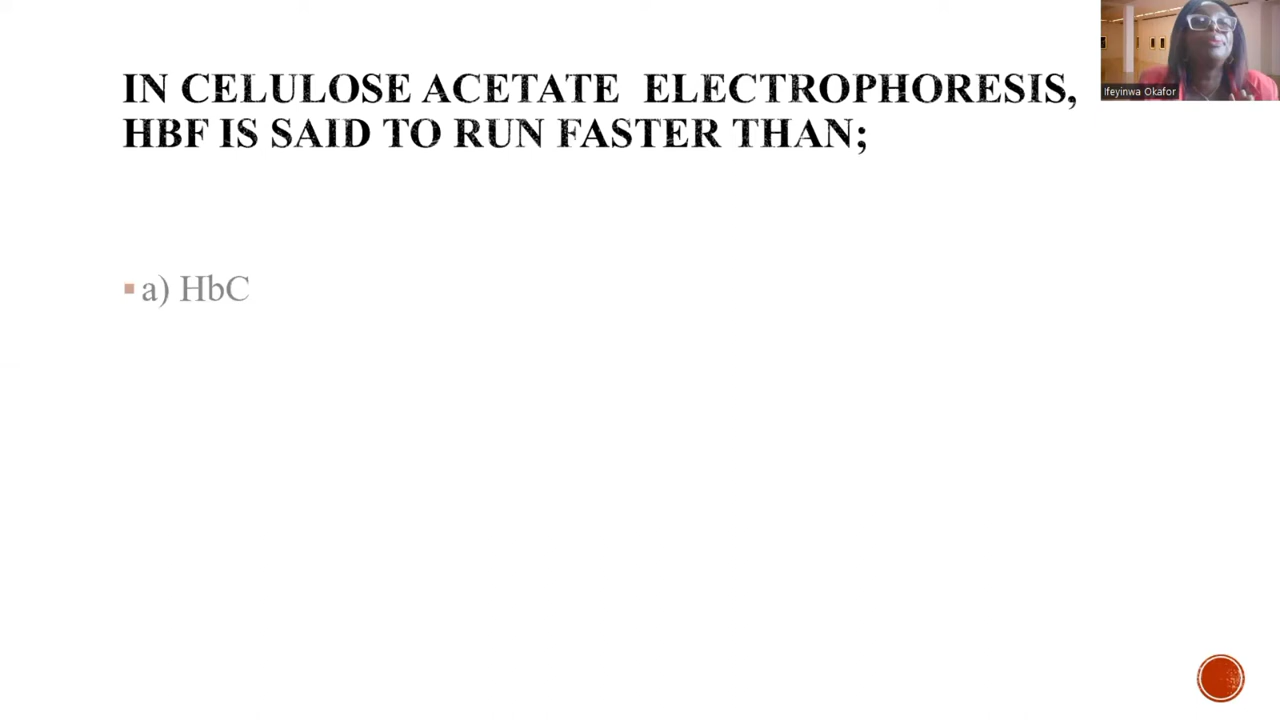 IN CELULOSE ACETATE ELECTROPHORESIS,
HBF IS SAID TO RUN FASTER THAN;
a) HbC
Ifeyinwa Okafor